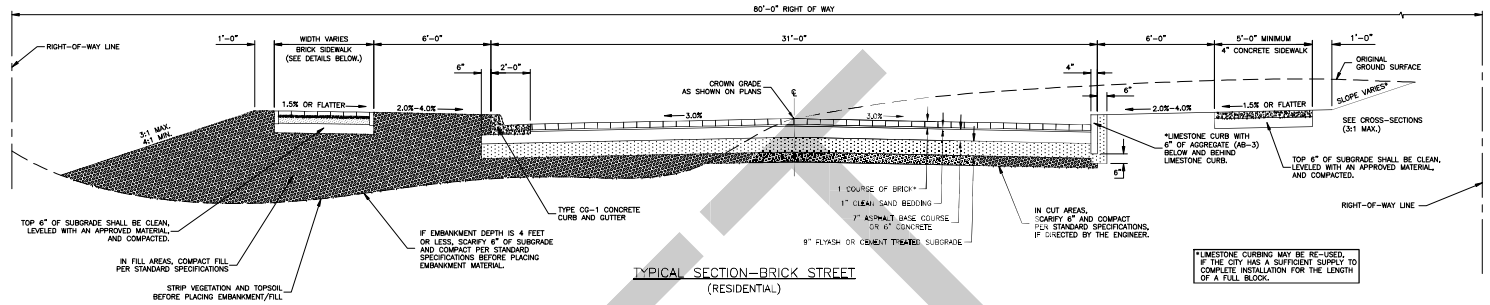 80'-0" RIGHT OF WAY
RIGHT-OF-WAY LINE
1'-0"
WIDTH VARIES
BRICK SIDEWALK
(SEE DETAILS BELOW.)
6'-0"
31'-0"
6'-0"
5'-0" MINIMUM
4" CONCRETE SIDEWALK
1'-0"
6"
2'-0"
4"
6"
CROWN GRADE
AS SHOWN ON PLANS
℄
ORIGINAL
GROUND SURFACE
1.5% OR FLATTER
2.0%-4.0%
3.0%
3.0%
2.0%-4.0%
1.5% OR FLATTER
SLOPE VARIES*
3:1 MAX.
4:1 MIN.
SEE CROSS-SECTIONS
(3:1 MAX.)
*LIMESTONE CURB WITH
6" OF AGGREGATE (AB-3)
BELOW AND BEHIND
LIMESTONE CURB.
6"
TOP 6" OF SUBGRADE SHALL BE CLEAN,
LEVELED WITH AN APPROVED MATERIAL,
AND COMPACTED.
1 COURSE OF BRICK*
1" CLEAN SAND BEDDING
7" ASPHALT BASE COURSE
OR 6" CONCRETE
9" FLYASH OR CEMENT TREATED SUBGRADE
IN CUT AREAS,
SCARIFY 6" AND COMPACT
PER STANDARD SPECIFICATIONS,
IF DIRECTED BY THE ENGINEER.
RIGHT-OF-WAY LINE
TYPE CG-1 CONCRETE
CURB AND GUTTER
TOP 6" OF SUBGRADE SHALL BE CLEAN,
LEVELED WITH AN APPROVED MATERIAL,
AND COMPACTED.
IF EMBANKMENT DEPTH IS 4 FEET
OR LESS, SCARIFY 6" OF SUBGRADE
AND COMPACT PER STANDARD
SPECIFICATIONS BEFORE PLACING
EMBANKMENT MATERIAL.
IN FILL AREAS, COMPACT FILL
PER STANDARD SPECIFICATIONS
STRIP VEGETATION AND TOPSOIL
BEFORE PLACING EMBANKMENT/FILL
TYPICAL SECTION-BRICK STREET
(RESIDENTIAL)
*LIMESTONE CURBING MAY BE RE-USED,
IF THE CITY HAS A SUFFICIENT SUPPLY TO
COMPLETE INSTALLATION FOR THE LENGTH
OF A FULL BLOCK.